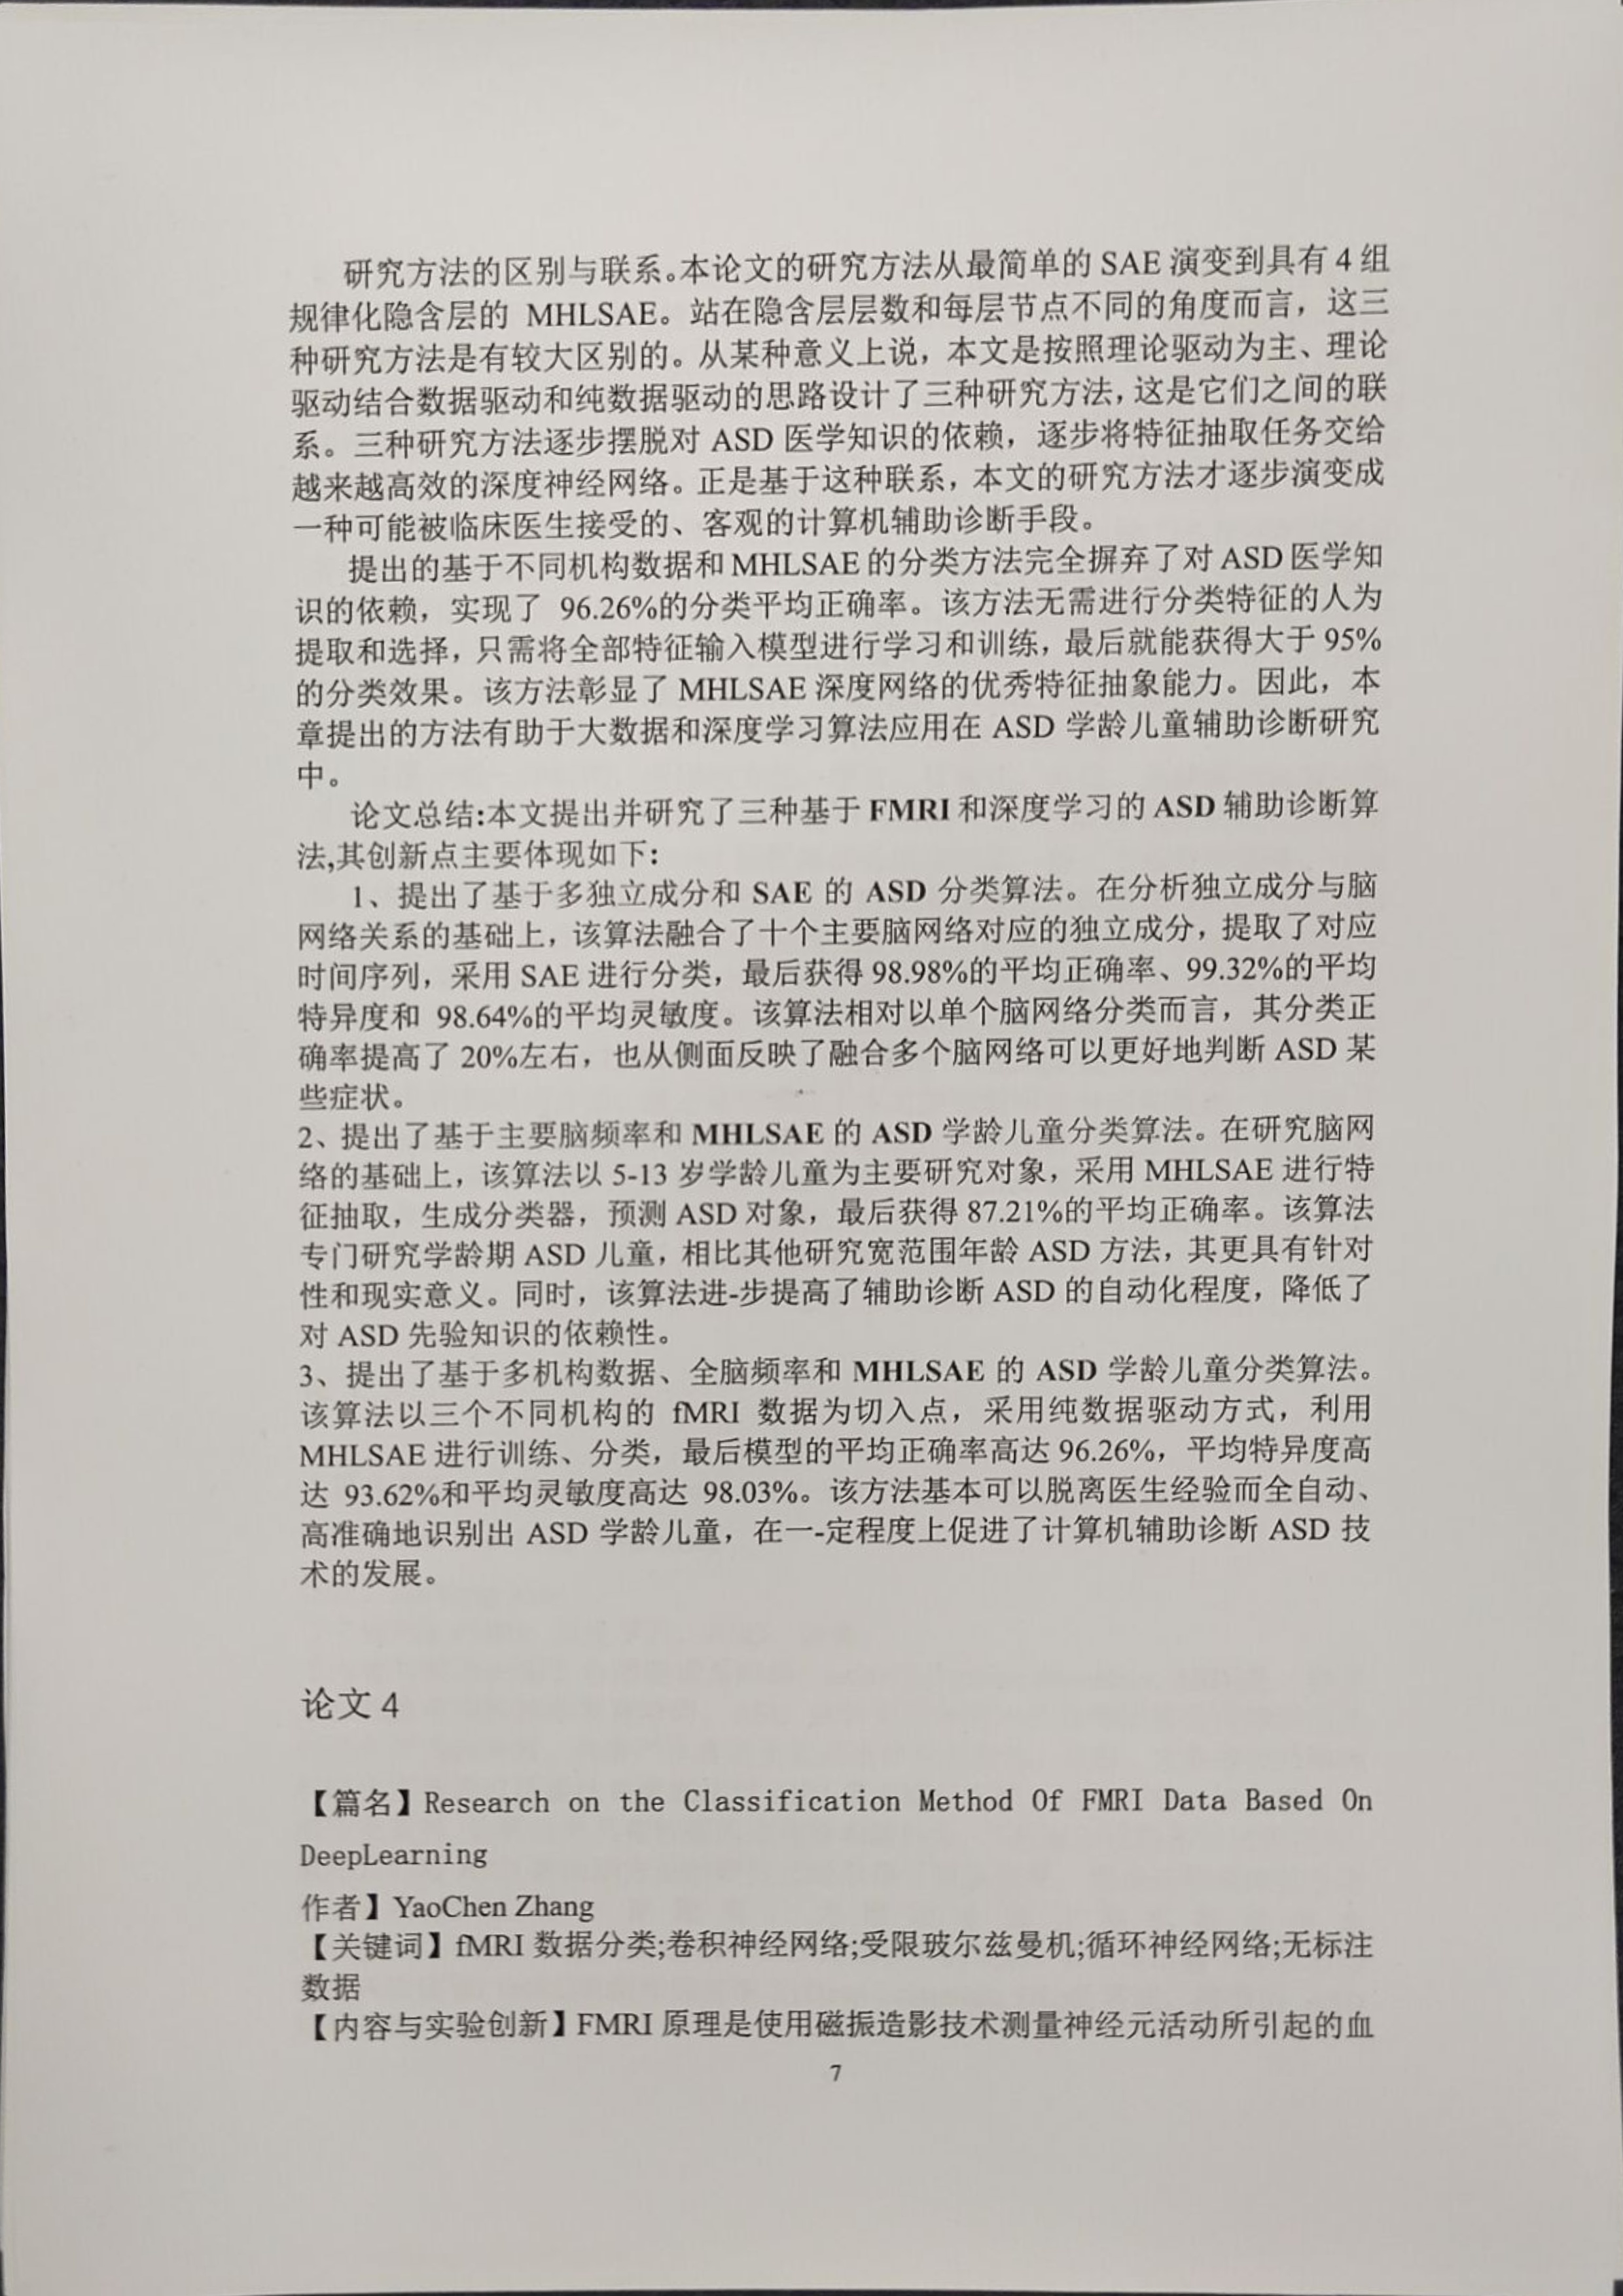 研究方法的区别与联系。本论文的研究方法从最简单的 SAE 演变到具有 4 组
规律化隐含层的 MHLSAE。站在隐含层层数和每层节点不同的角度而言，这三
种研究方法是有较大区别的。从某种意义上说，本文是按照理论驱动为主、理论
驱动结合数据驱动和纯数据驱动的思路设计了三种研究方法，这是它们之间的联
系。三种研究方法逐步摆脱对 ASD 医学知识的依赖，逐步将特征抽取任务交给
越来越高效的深度神经网络。正是基于这种联系，本文的研究方法才逐步演变成
一种可能被临床医生接受的、客观的计算机辅助诊断手段。
提出的基于不同机构数据和 MHLSAE 的分类方法完全摒弃了对 ASD 医学知
识的依赖，实现了 96.26%的分类平均正确率。该方法无需进行分类特征的人为
提取和选择，只需将全部特征输入模型进行学习和训练，最后就能获得大于 95%
的分类效果。该方法彰显了 MHLSAE 深度网络的优秀特征抽象能力。因此，本
章提出的方法有助于大数据和深度学习算法应用在 ASD 学龄儿童辅助诊断研究
中。
论文总结:本文提出并研究了三种基于 FMRI 和深度学习的 ASD 辅助诊断算
法,其创新点主要体现如下:
1、提出了基于多独立成分和 SAE 的 ASD 分类算法。在分析独立成分与脑
网络关系的基础上，该算法融合了十个主要脑网络对应的独立成分，提取了对应
时间序列，采用 SAE 进行分类，最后获得 98.98%的平均正确率、99.32%的平均
特异度和 98.64%的平均灵敏度。该算法相对以单个脑网络分类而言，其分类正
确率提高了 20%左右，也从侧面反映了融合多个脑网络可以更好地判断 ASD 某
些症状。
2、提出了基于主要脑频率和 MHLSAE 的 ASD 学龄儿童分类算法。在研究脑网
络的基础上，该算法以 5-13 岁学龄儿童为主要研究对象，采用 MHLSAE 进行特
征抽取，生成分类器，预测 ASD 对象，最后获得 87.21%的平均正确率。该算法
专门研究学龄期 ASD 儿童，相比其他研究宽范围年龄 ASD 方法，其更具有针对
性和现实意义。同时，该算法进-步提高了辅助诊断 ASD 的自动化程度，降低了
对 ASD 先验知识的依赖性。
3、提出了基于多机构数据、全脑频率和 MHLSAE 的 ASD 学龄儿童分类算法。
该算法以三个不同机构的 fMRI 数据为切入点，采用纯数据驱动方式，利用
MHLSAE 进行训练、分类，最后模型的平均正确率高达 96.26%，平均特异度高
达 93.62%和平均灵敏度高达 98.03%。该方法基本可以脱离医生经验而全自动、
高准确地识别出 ASD 学龄儿童，在一-定程度上促进了计算机辅助诊断 ASD 技
术的发展。
论文 4
【篇名】Research on the Classification Method Of FMRI Data Based On
DeepLearning
作者】YaoChen Zhang
【关键词】fMRI 数据分类;卷积神经网络;受限玻尔兹曼机;循环神经网络;无标注
数据
【内容与实验创新】FMRI 原理是使用磁振造影技术测量神经元活动所引起的血
7